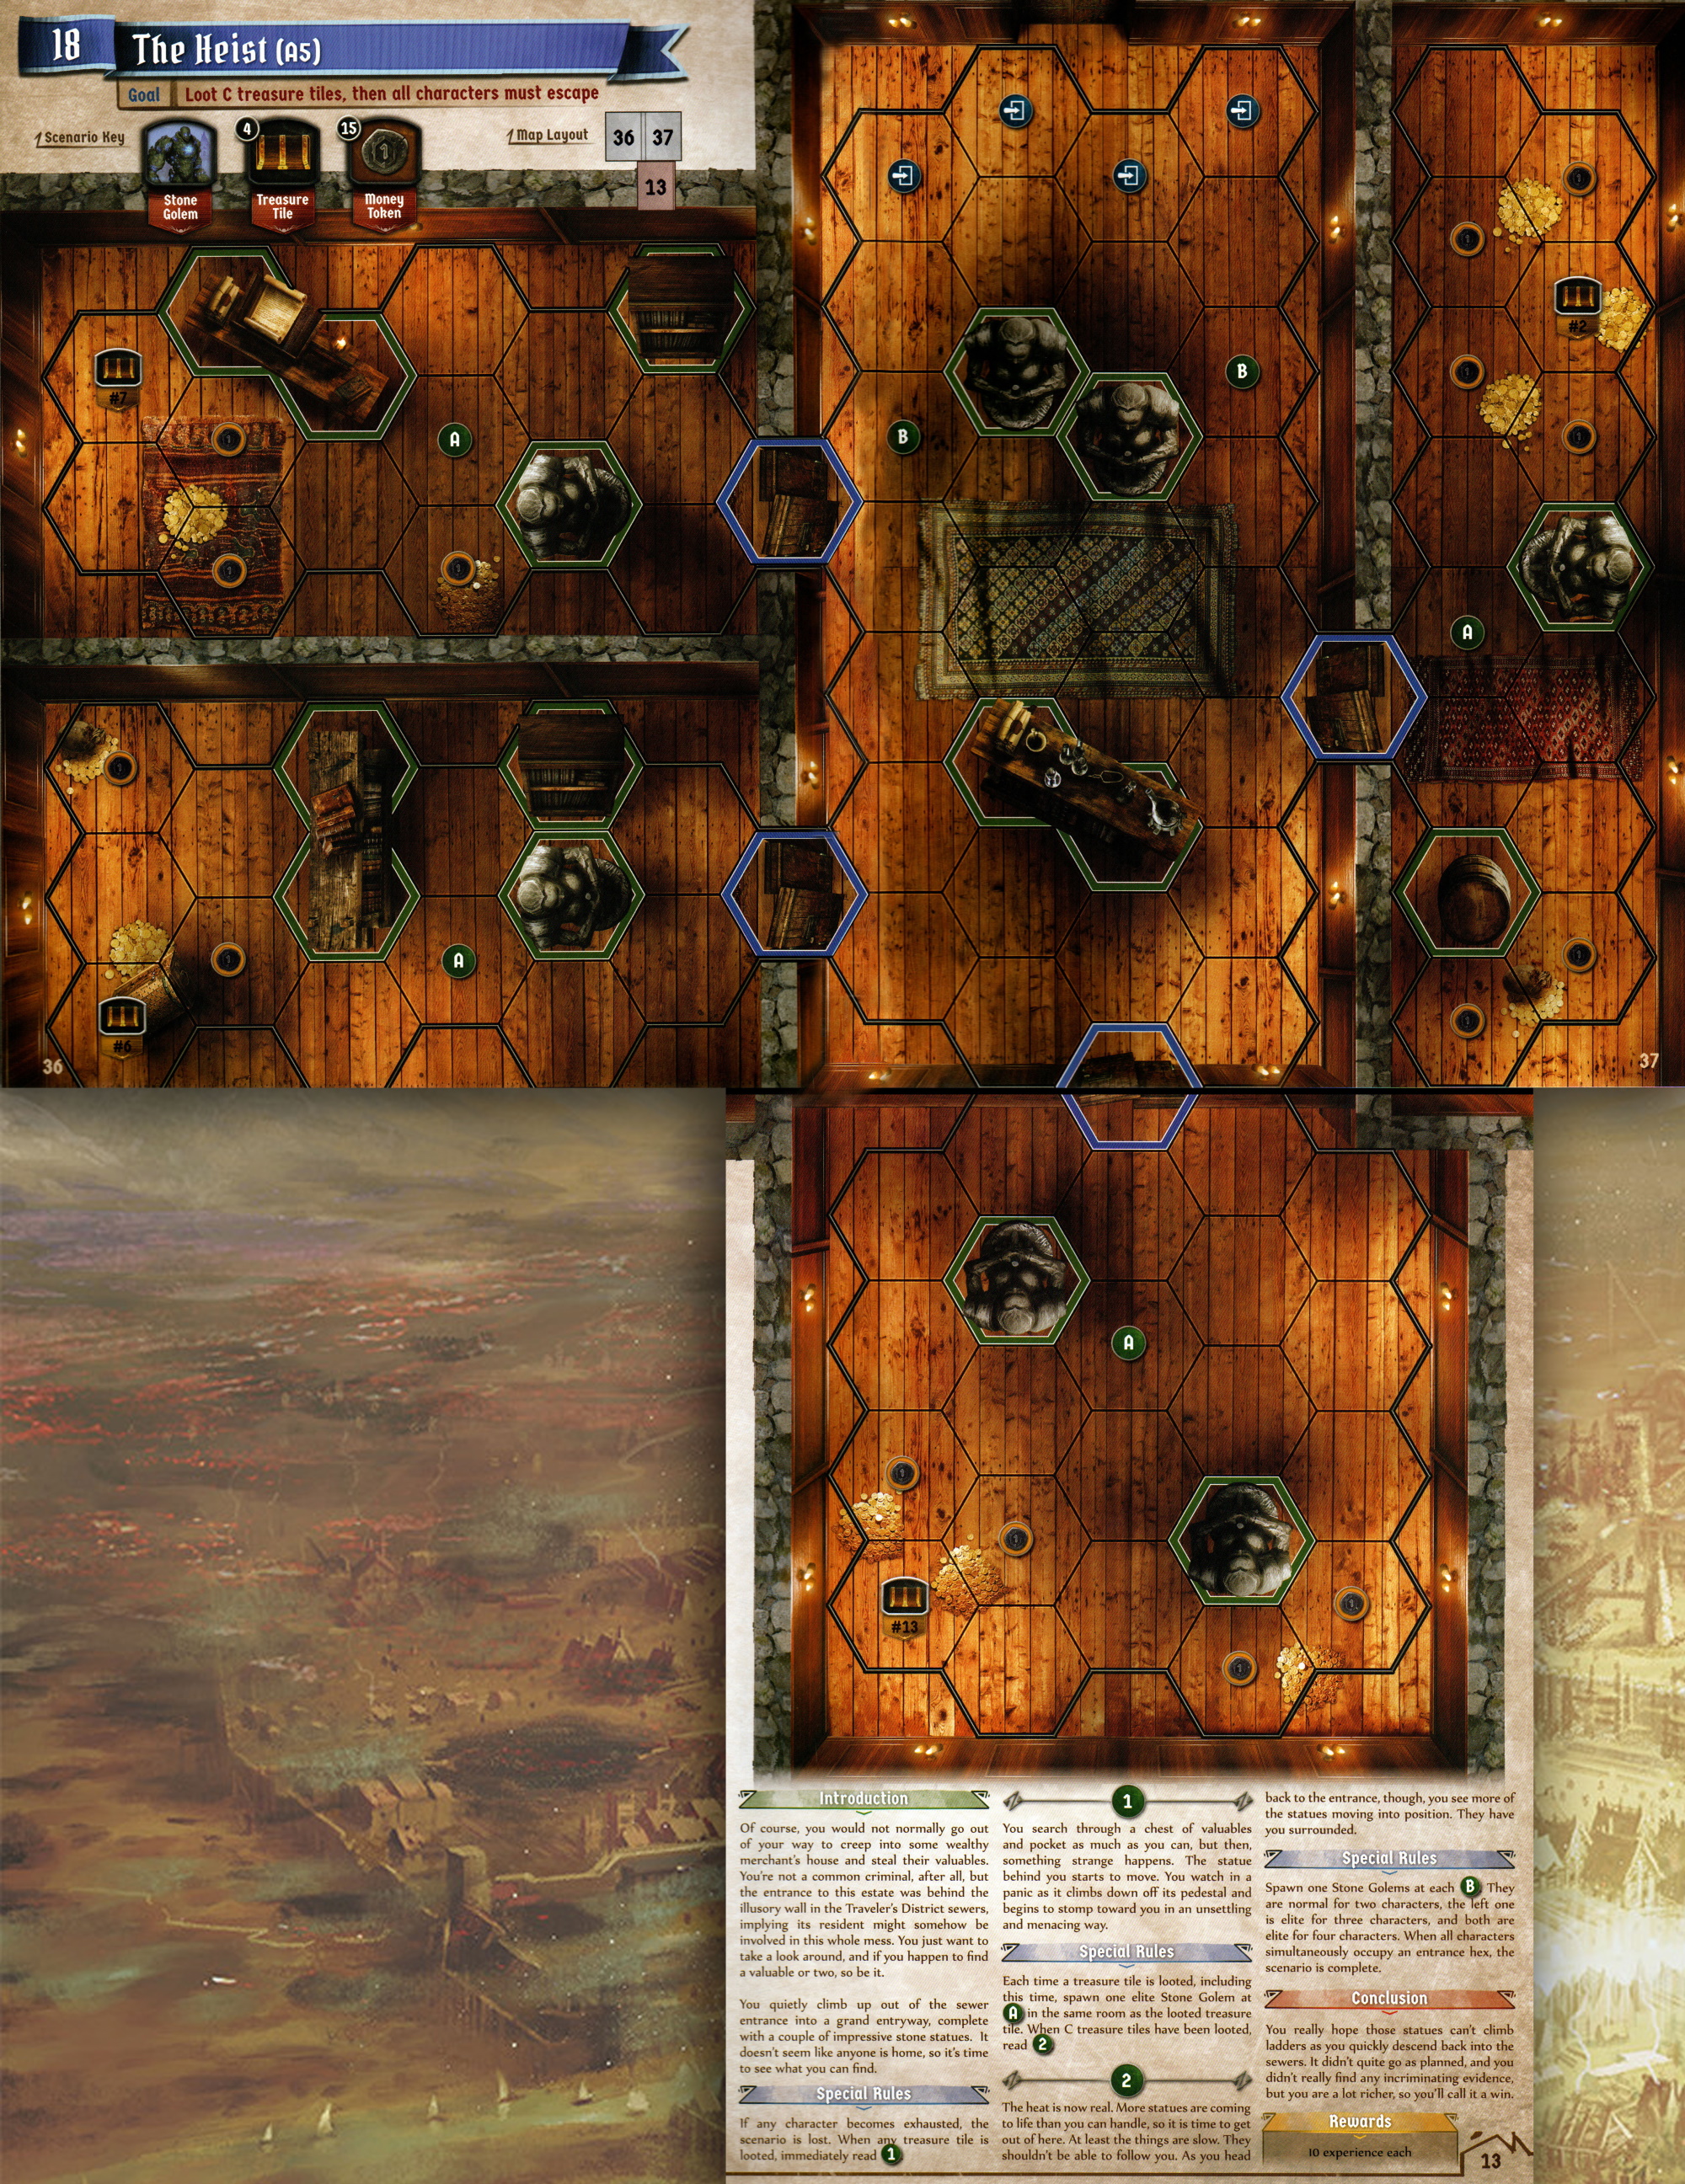 18
The Heist (A5)
Goal
Loot C treasure tiles, then all characters must escape
Scenario Key
4
15
1
Stone
Golem
Treasure
Tile
Money
Token
Map Layout
36
37
13
#7
1
A
1
1
1
1
#6
A
36
B
B
1
1
#2
1
1
A
1
1
37
A
1
1
#13
1
1
Introduction
Of course, you would not normally go out
of your way to creep into some wealthy
merchant's house and steal their valuables.
You're not a common criminal, after all, but
the entrance to this estate was behind the
illusory wall in the Traveler's District sewers,
implying its resident might somehow be
involved in this whole mess. You just want to
take a look around, and if you happen to find
a valuable or two, so be it.
You quietly climb up out of the sewer
entrance into a grand entryway, complete
with a couple of impressive stone statues. It
doesn't seem like anyone is home, so it's time
to see what you can find.
Special Rules
If any character becomes exhausted, the
scenario is lost. When any treasure tile is
looted, immediately read 1
1
You search through a chest of valuables
and pocket as much as you can, but then,
something strange happens. The statue
behind you starts to move. You watch in a
panic as it climbs down off its pedestal and
begins to stomp toward you in an unsettling
and menacing way.
Special Rules
Each time a treasure tile is looted, including
this time, spawn one elite Stone Golem at
A in the same room as the looted treasure
tile. When C treasure tiles have been looted,
read 2
2
The heat is now real. More statues are coming
to life than you can handle, so it is time to get
out of here. At least the things are slow. They
shouldn't be able to follow you. As you head
back to the entrance, though, you see more of
the statues moving into position. They have
you surrounded.
Special Rules
Spawn one Stone Golems at each B They
are normal for two characters, the left one
is elite for three characters, and both are
elite for four characters. When all characters
simultaneously occupy an entrance hex, the
scenario is complete.
Conclusion
You really hope those statues can't climb
ladders as you quickly descend back into the
sewers. It didn't quite go as planned, and you
didn't really find any incriminating evidence,
but you are a lot richer, so you'll call it a win.
Rewards
10 experience each
13